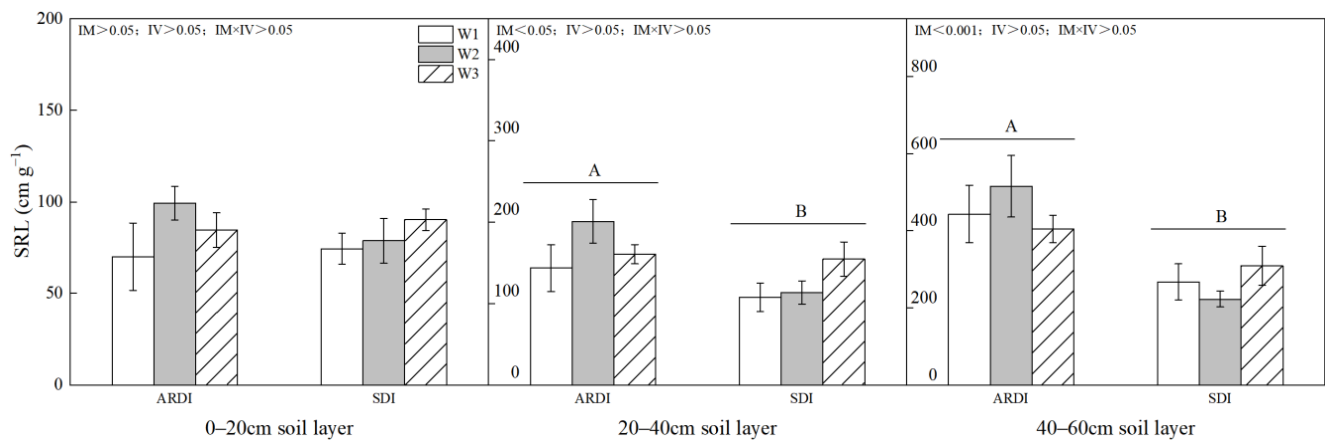 IM>0.05; IV>0.05; IM×IV>0.05
W1
W2
W3
SRL (cm g⁻¹)
200
150
100
50
0
ARDI
SDI
0–20cm soil layer
IM<0.05; IV>0.05; IM×IV>0.05
400
300
200
100
0
A
B
ARDI
SDI
20–40cm soil layer
IM<0.001; IV>0.05; IM×IV>0.05
800
600
400
200
0
A
B
ARDI
SDI
40–60cm soil layer